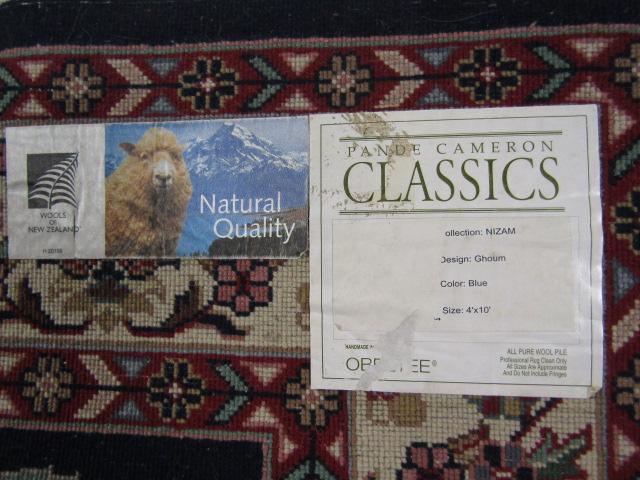 WOOLS
OF
NEW ZEALAND
Natural
Quality
PANDE CAMERON
CLASSICS
ollection: NIZAM
Design: Ghoum
Color: Blue
Size: 4'x10'
HANDMADE
ALL PURE WOOL PILE
Professional Rug Clean Only
All Sizes are Approximate
And Do Not Include Fringes